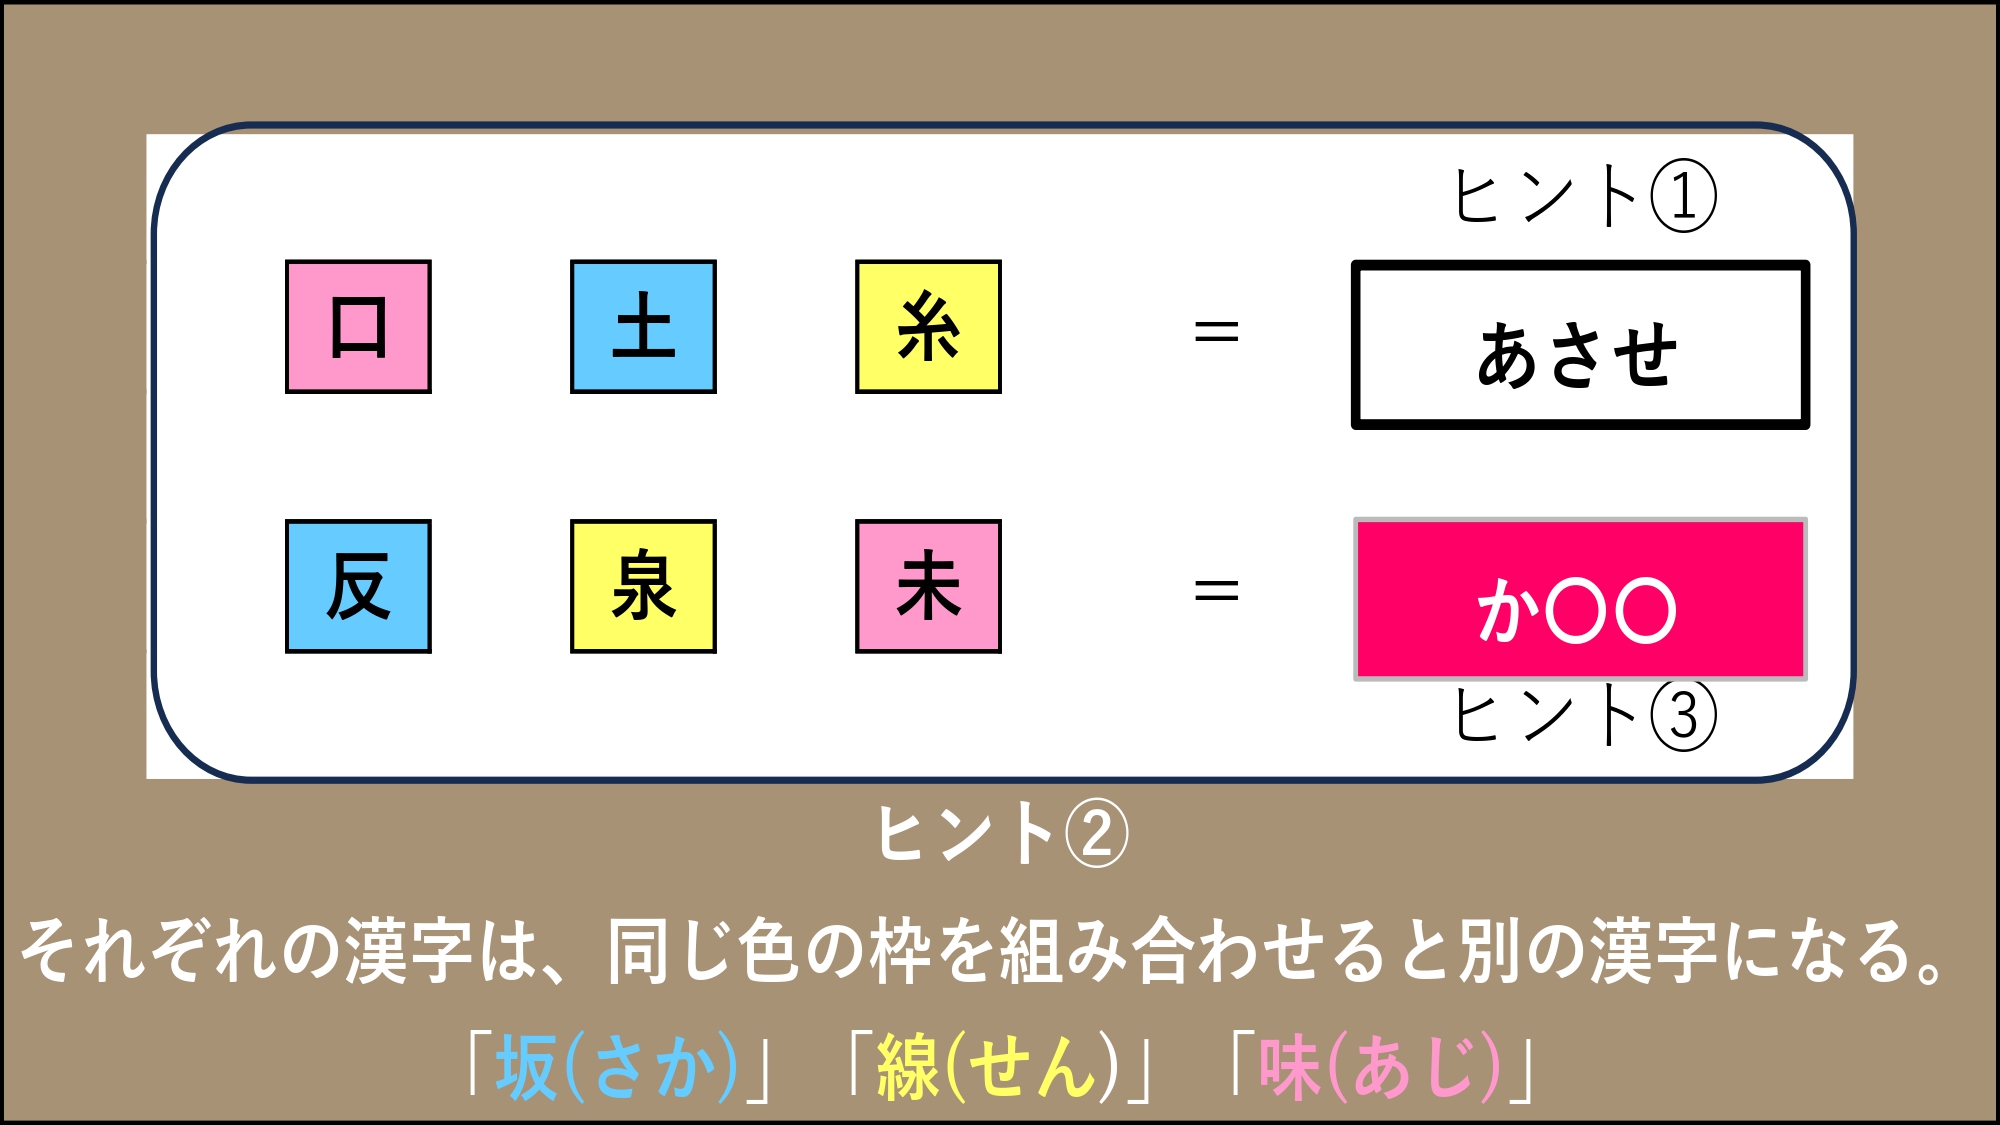 ヒント①
口 土 糸 = あさせ
反 泉 未 = か〇〇
ヒント③
ヒント②
それぞれの漢字は、同じ色の枠を組み合わせると別の漢字になる。
「坂(さか)」「線(せん)」「味(あじ)」